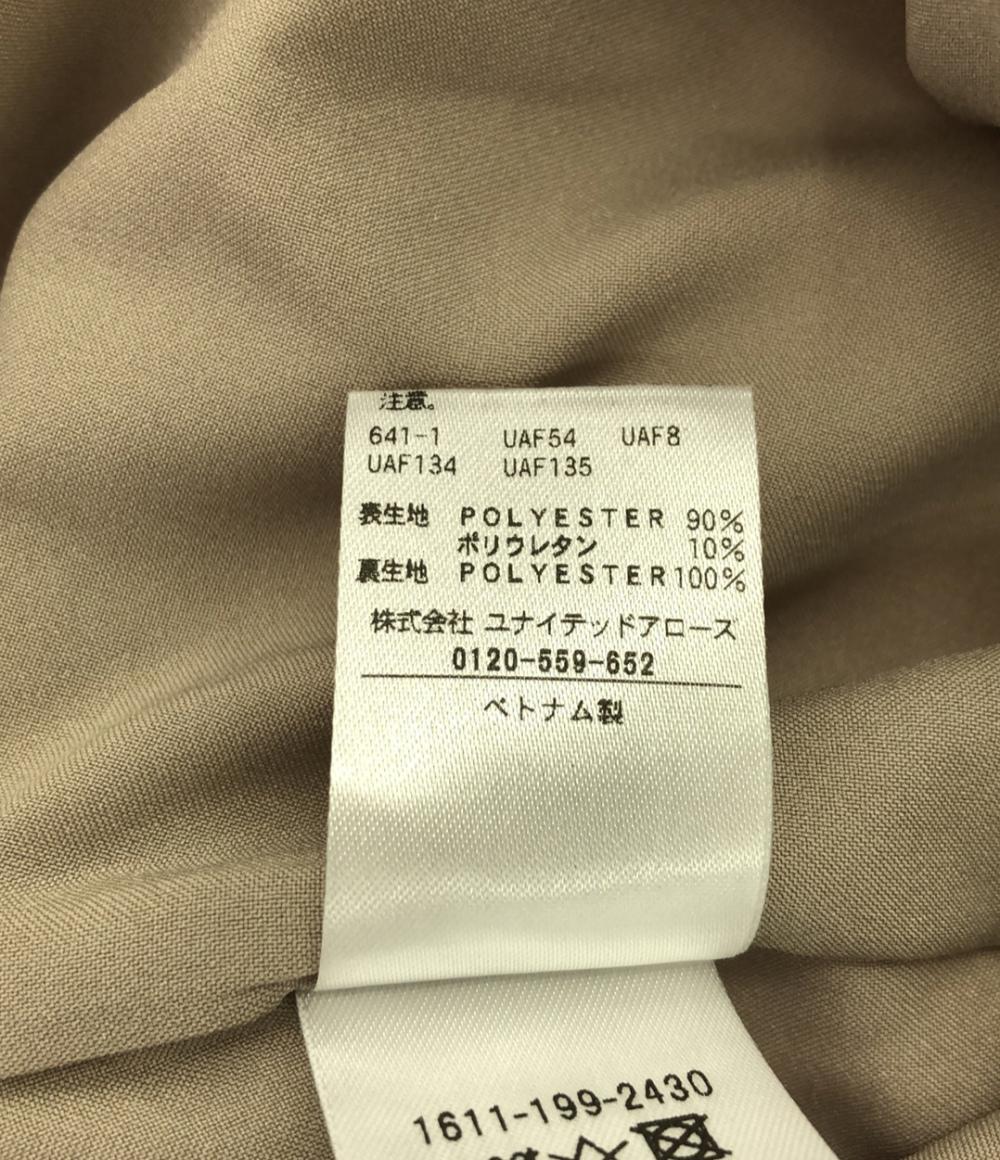 注意。
641-1 UAF54 UAF8
UAF134 UAF135
表生地 POLYESTER 90%
ポリウレタン 10%
裏生地 POLYESTER 100%
株式会社 ユナイテッドアローズ
0120-559-652
ベトナム製
1611-199-2430